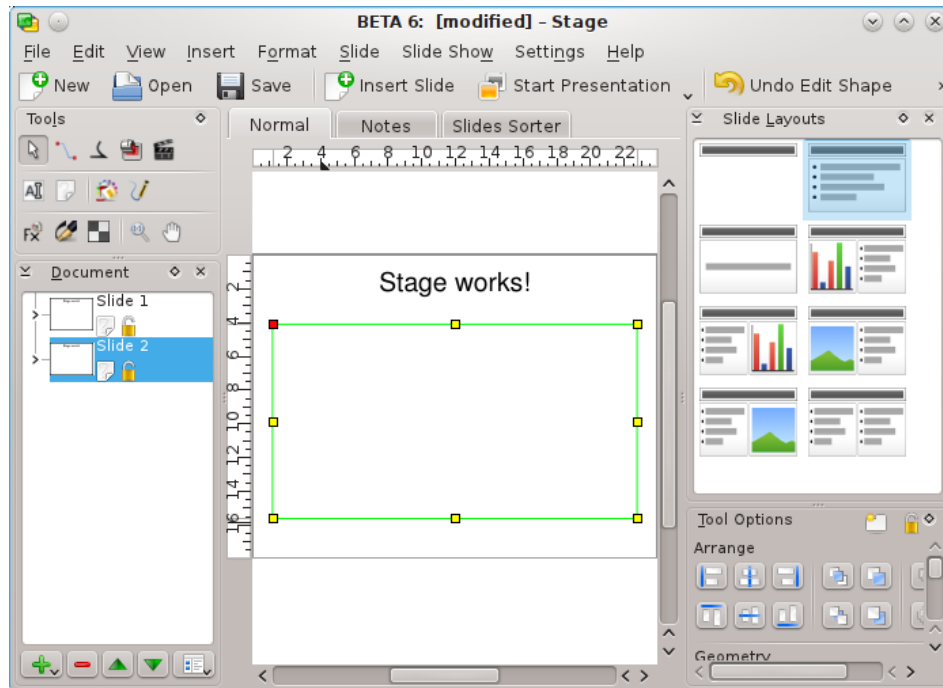 BETA 6:  [modified] – Stage
File Edit View Insert Format Slide Slide Show Settings Help
New Open Save Insert Slide Start Presentation Undo Edit Shape
Tools
Normal Notes Slides Sorter
Slide Layouts
2 4 6 8 10 12 14 16 18 20 22
Document
Slide 1
Slide 2
2
4
6
8
10
12
14
16
Stage works!
Tool Options
Arrange
Geometry